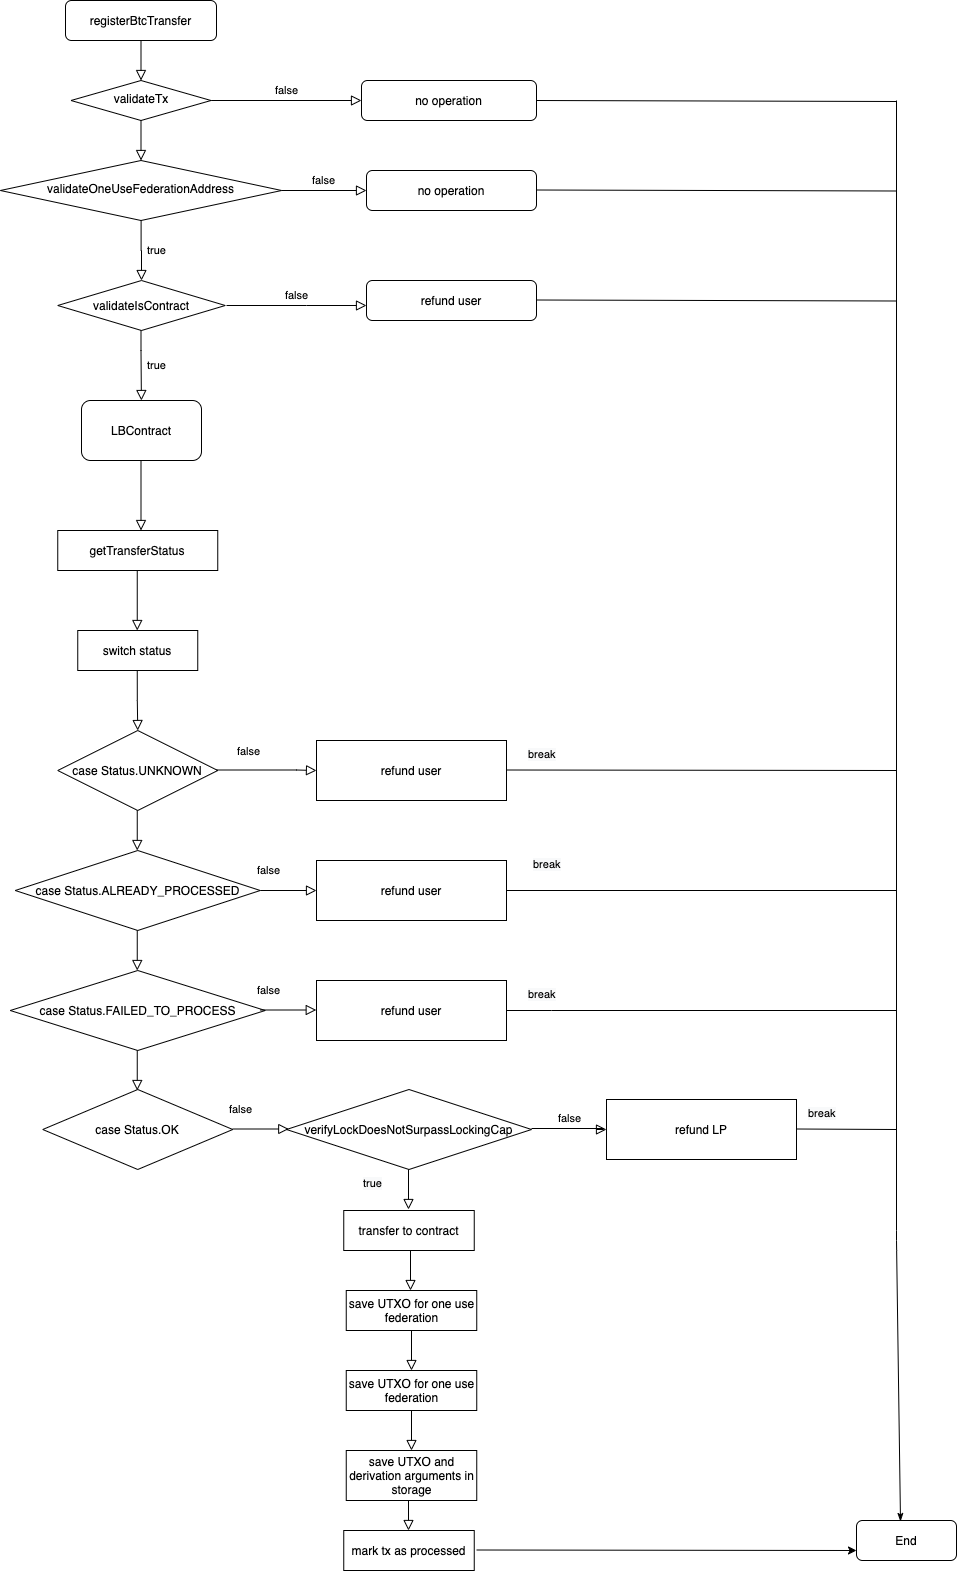 registerBtcTransfer
validateTx
false
no operation
validateOneUseFederationAddress
false
no operation
true
validateIsContract
false
refund user
true
LBContract
getTransferStatus
switch status
case Status.UNKNOWN
false
refund user
break
case Status.ALREADY_PROCESSED
false
refund user
break
case Status.FAILED_TO_PROCESS
false
refund user
break
case Status.OK
false
verifyLockDoesNotSurpassLockingCap
false
refund LP
break
true
transfer to contract
save UTXO for one use
federation
save UTXO for one use
federation
save UTXO and
derivation arguments in
storage
mark tx as processed
End